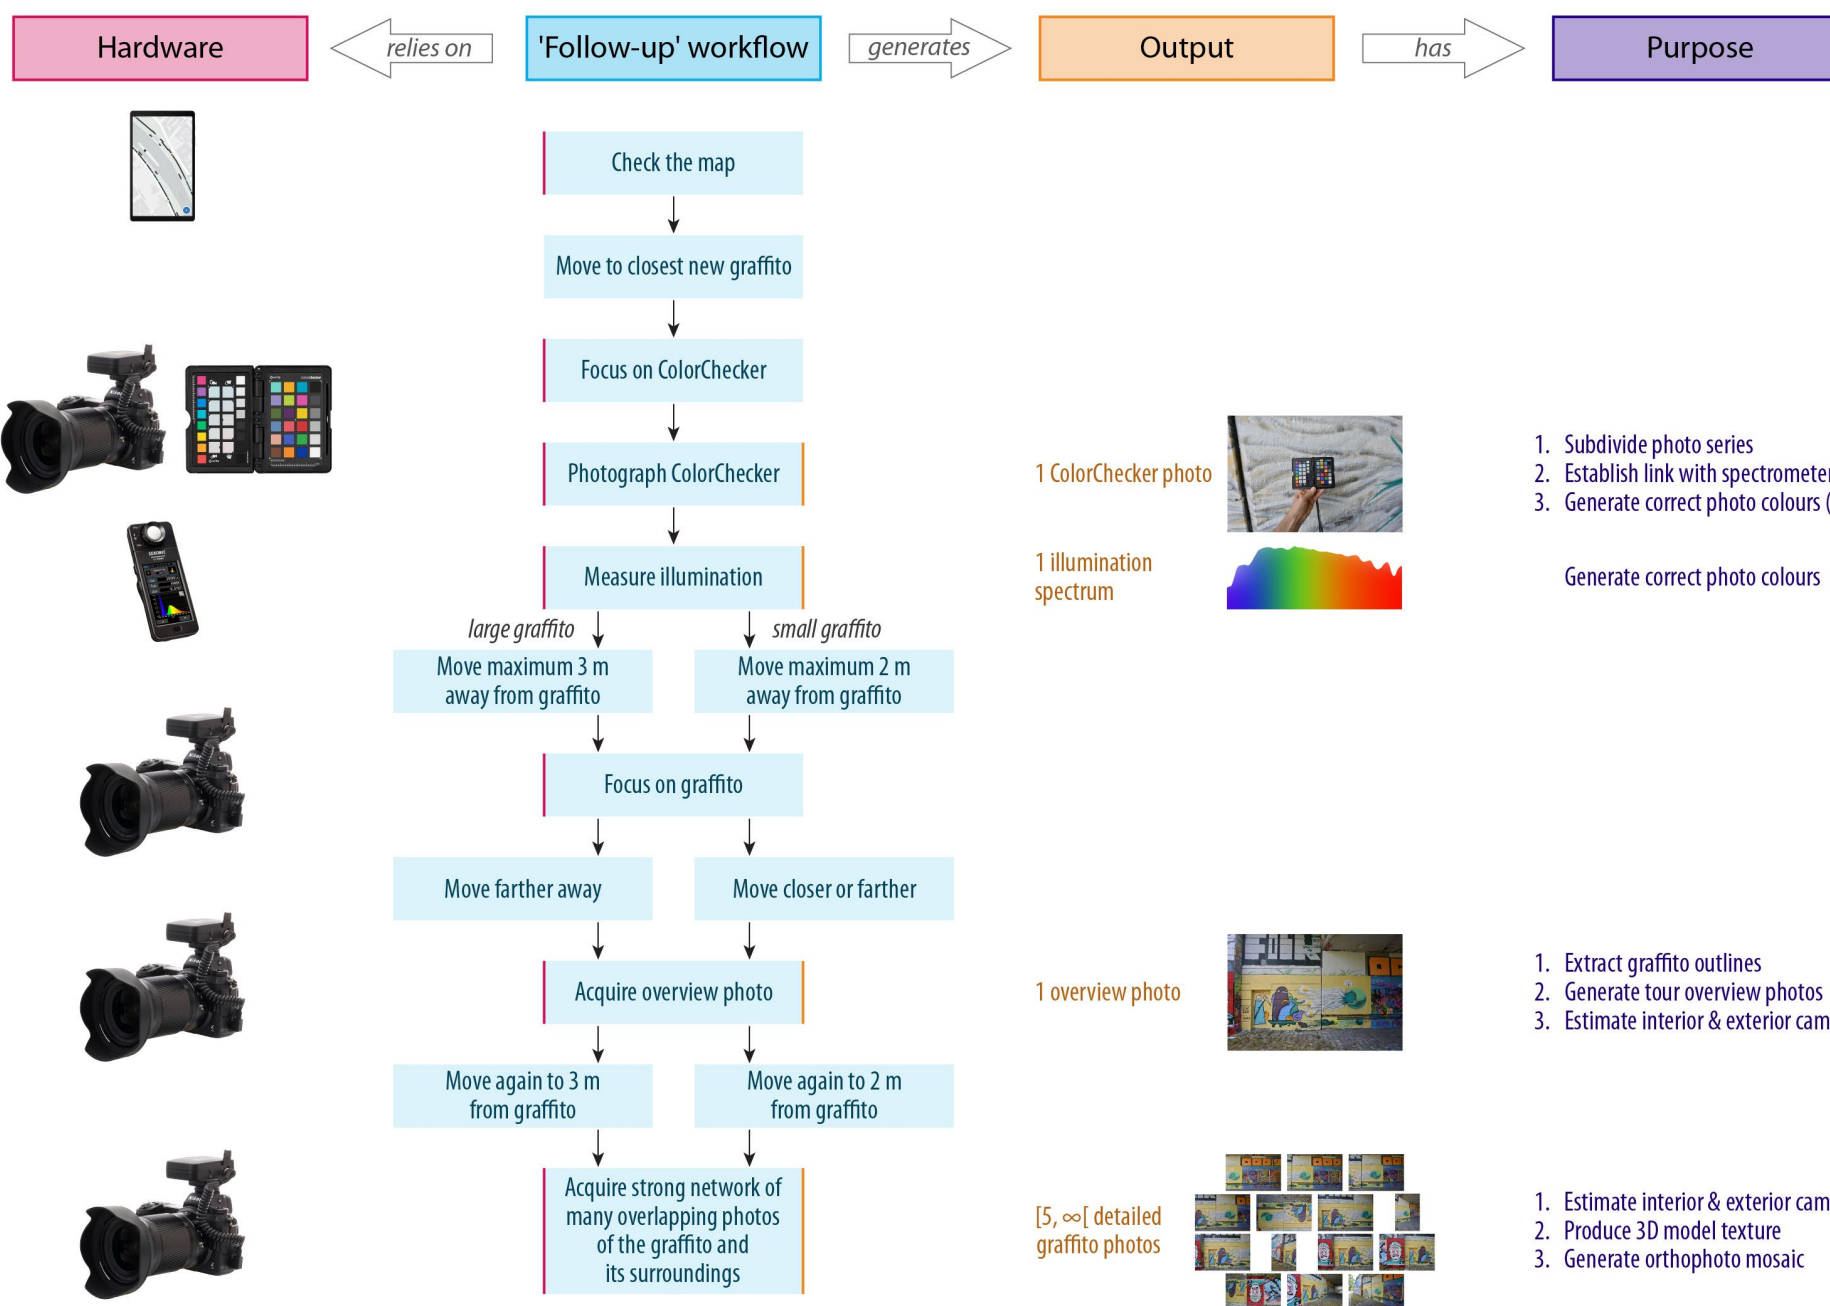 Hardware
relies on
'Follow-up' workflow
generates
Output
has
Purpose
Check the map
Move to closest new graffito
Focus on ColorChecker
Photograph ColorChecker
1 ColorChecker photo
1. Subdivide photo series
2. Establish link with spectrometer
3. Generate correct photo colours (
Measure illumination
1 illumination
spectrum
Generate correct photo colours
large graffito
small graffito
Move maximum 3 m
away from graffito
Move maximum 2 m
away from graffito
Focus on graffito
Move farther away
Move closer or farther
Acquire overview photo
1 overview photo
1. Extract graffito outlines
2. Generate tour overview photos
3. Estimate interior & exterior cam
Move again to 3 m
from graffito
Move again to 2 m
from graffito
Acquire strong network of
many overlapping photos
of the graffito and
its surroundings
[5, ∞[ detailed
graffito photos
1. Estimate interior & exterior cam
2. Produce 3D model texture
3. Generate orthophoto mosaic